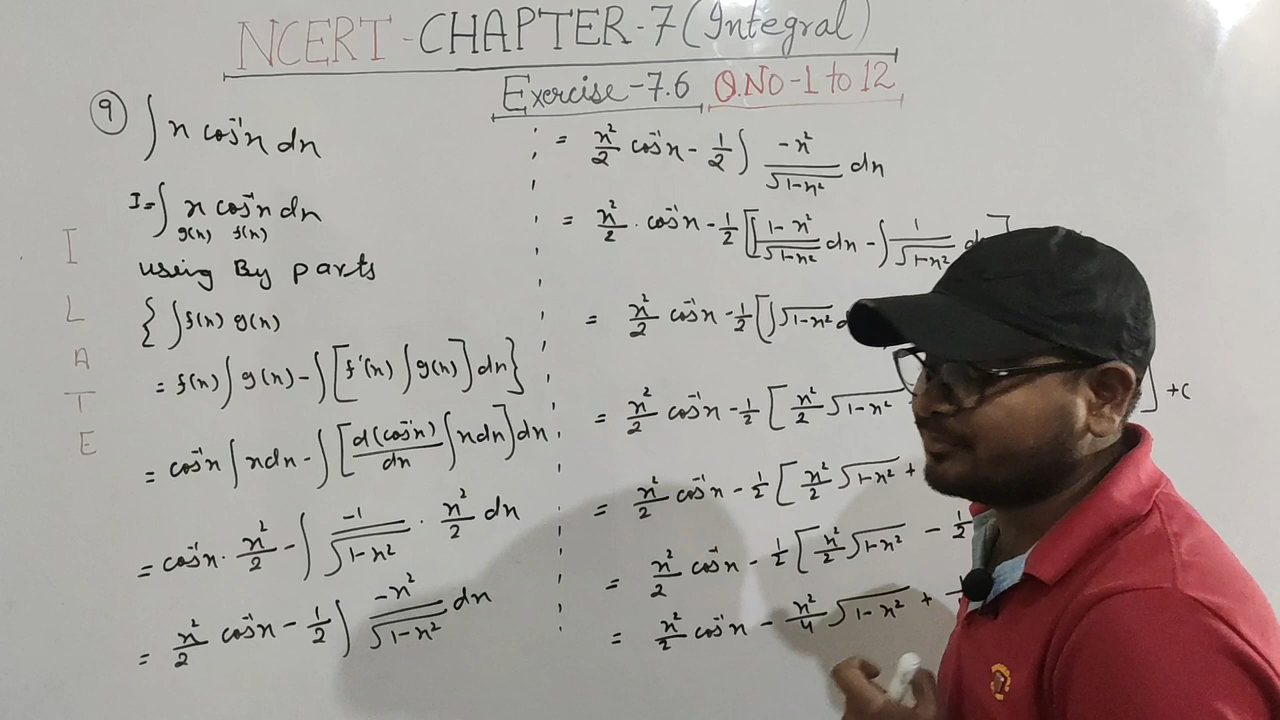 NCERT - CHAPTER-7 (Integral)
Exercise-7.6 Q.NO-1 to 12
9 ∫ x cos⁻¹x dx
I = ∫ x cos⁻¹x dx
g(x) f(x)
using By parts
{ ∫ f(x) g(x)
= f(x) ∫ g(x) - ∫ [f'(x) ∫ g(x)] dx }
= cos⁻¹x ∫ x dx - ∫ [d(cos⁻¹x)/dx ∫ x dx] dx
= cos⁻¹x · x²/2 - ∫ -1/√(1-x²) · x²/2 dx
= x²/2 cos⁻¹x - 1/2 ∫ -x²/√(1-x²) dx
I
L
A
T
E
= x²/2 cos⁻¹x - 1/2 ∫ -x²/√(1-x²) dx
= x²/2 · cos⁻¹x - 1/2 [∫ (1-x²)/√(1-x²) dx - ∫ 1/√(1-x²) d ]
= x²/2 cos⁻¹x - 1/2 [∫ √(1-x²) d
= x²/2 cos⁻¹x - 1/2 [x²/2 √(1-x²) ] + C
= x²/2 cos⁻¹x - 1/2 [x²/2 √(1-x²) +
= x²/2 cos⁻¹x - 1/2 [x²/2 √(1-x²) - 1/2
= x²/2 cos⁻¹x - x²/4 √(1-x²) +